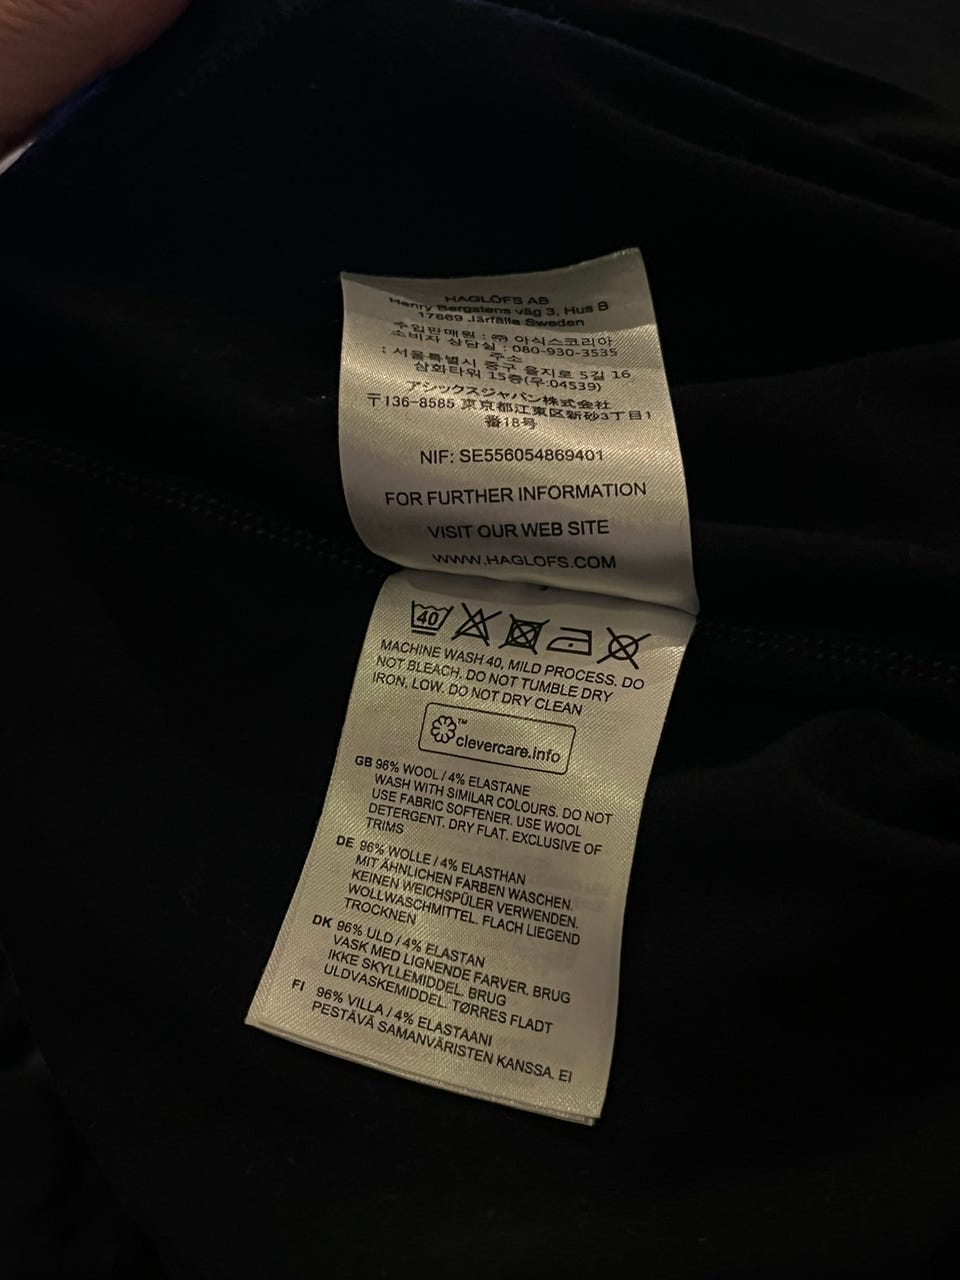 HAGLÖFS AB
Henry Bergstens väg 3, Hus B
17669 Järfälla Sweden
수입판매원 : ㈜ 아식스코리아
소비자 상담실 : 080-930-3535
주소
: 서울특별시 중구 을지로 5길 16
삼화타워 15층(우:04539)
アシックスジャパン株式会社
〒136-8585 東京都江東区新砂3丁目1
番18号
NIF: SE556054869401
FOR FURTHER INFORMATION
VISIT OUR WEB SITE
WWW.HAGLOFS.COM
40
MACHINE WASH 40, MILD PROCESS. DO
NOT BLEACH. DO NOT TUMBLE DRY
IRON, LOW. DO NOT DRY CLEAN
™
clevercare.info
GB 96% WOOL / 4% ELASTANE
WASH WITH SIMILAR COLOURS. DO NOT
USE FABRIC SOFTENER. USE WOOL
DETERGENT. DRY FLAT. EXCLUSIVE OF
TRIMS
DE 96% WOLLE / 4% ELASTHAN
MIT ÄHNLICHEN FARBEN WASCHEN.
KEINEN WEICHSPÜLER VERWENDEN.
WOLLWASCHMITTEL. FLACH LIEGEND
TROCKNEN
DK 96% ULD / 4% ELASTAN
VASK MED LIGNENDE FARVER. BRUG
IKKE SKYLLEMIDDEL. BRUG
ULDVASKEMIDDEL. TØRRES FLADT
FI 96% VILLA / 4% ELASTAANI
PESTÄVÄ SAMANVÄRISTEN KANSSA. EI